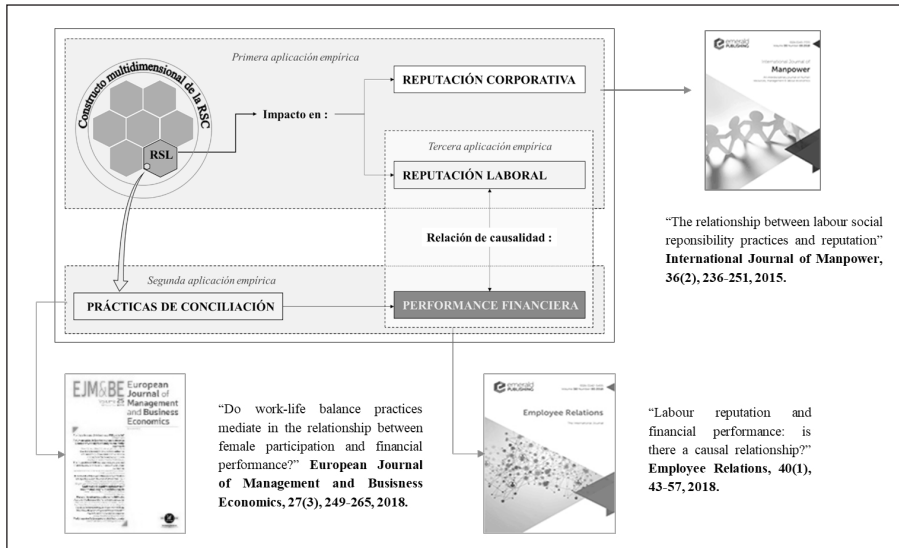 Primera aplicación empírica
Constructo multidimensional de la RSC
RSL
Impacto en :
REPUTACIÓN CORPORATIVA
Tercera aplicación empírica
REPUTACIÓN LABORAL
Relación de causalidad :
Segunda aplicación empírica
PRÁCTICAS DE CONCILIACIÓN
PERFORMANCE FINANCIERA
emerald
PUBLISHING
International Journal of
Manpower
“The relationship between labour social
reponsibility practices and reputation”
International Journal of Manpower,
36(2), 236-251, 2015.
EJM&BE
European
Journal of
Management
and Business
Economics
“Do work-life balance practices
mediate in the relationship between
female participation and financial
performance?” European Journal
of Management and Busisness
Economics, 27(3), 249-265, 2018.
emerald
PUBLISHING
Employee Relations
“Labour reputation and
financial performance: is
there a causal relationship?”
Employee Relations, 40(1),
43-57, 2018.